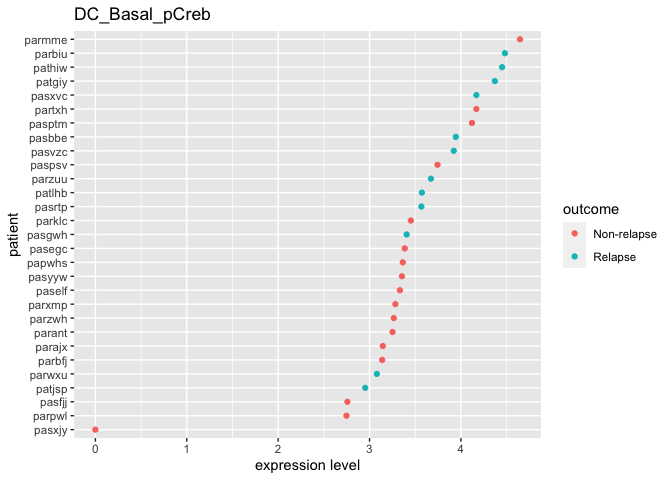 DC_Basal_pCreb
parmme
parbiu
pathiw
patgiy
pasxvc
partxh
pasptm
pasbbe
pasvzc
paspsv
parzuu
patlhb
pasrtp
parklc
pasgwh
pasegc
papwhs
pasyyw
paself
parxmp
parzwh
parant
parajx
parbfj
parwxu
patjsp
pasfjj
parpwl
pasxjy
patient
0 1 2 3 4
expression level
outcome
Non-relapse
Relapse